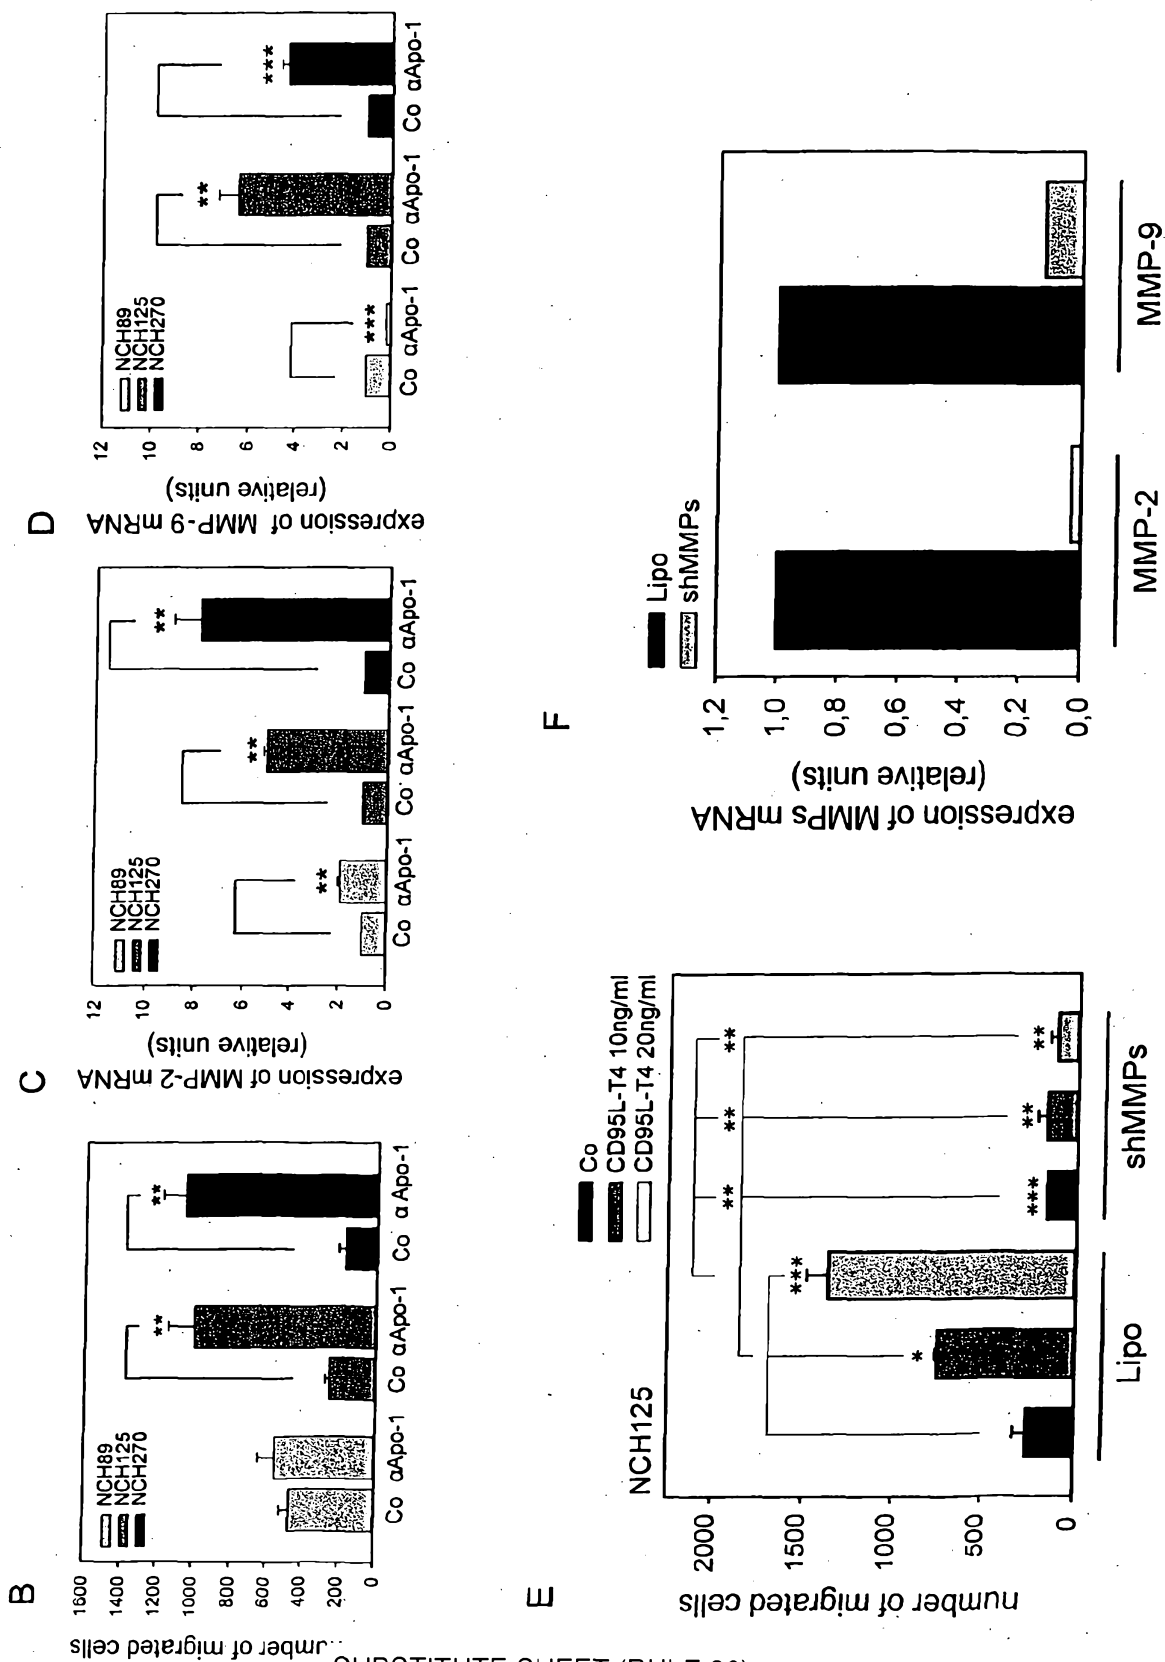 B
number of migrated cells
1600
1400
1200
1000
800
600
400
200
0
NCH89
NCH125
NCH270
**
**
Co αApo-1
Co αApo-1
Co α Apo-1
C
expression of MMP-2 mRNA
(relative units)
12
10
8
6
4
2
0
NCH89
NCH125
NCH270
**
**
**
Co αApo-1
Co αApo-1
Co αApo-1
D
expression of MMP-9 mRNA
(relative units)
12
10
8
6
4
2
0
NCH89
NCH125
NCH270
***
**
***
Co αApo-1
Co αApo-1
Co αApo-1
E
NCH125
number of migrated cells
2000
1500
1000
500
0
Co
CD95L-T4 10ng/ml
CD95L-T4 20ng/ml
**
**
**
*
***
***
**
**
Lipo
shMMPs
F
expression of MMPs mRNA
(relative units)
1,2
1,0
0,8
0,6
0,4
0,2
0,0
Lipo
shMMPs
MMP-2
MMP-9